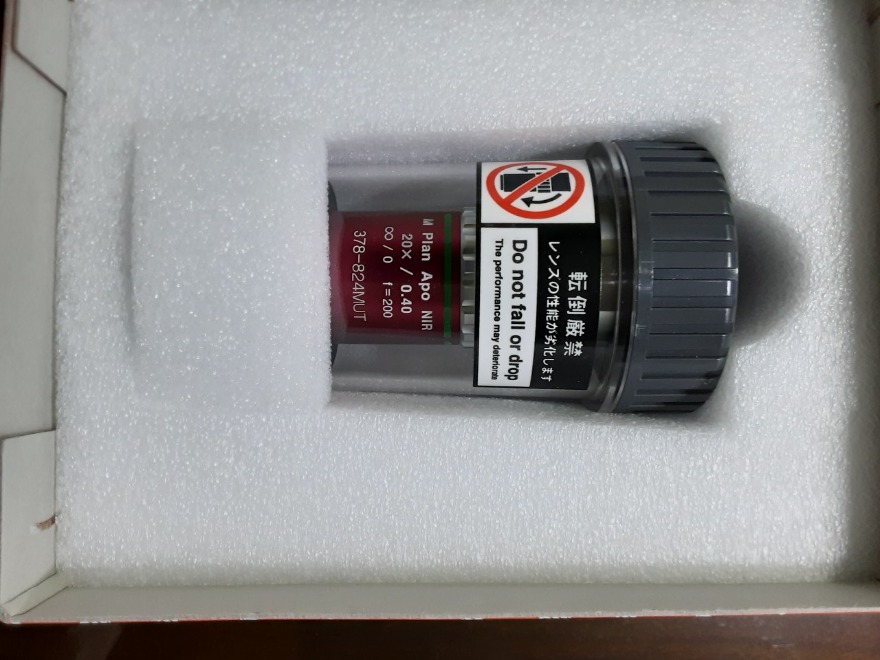 M Plan Apo NIR
20X / 0.40
∞ / 0 f=200
378-824MUT
転倒厳禁
レンズの性能が劣化します
Do not fall or drop
The performance may deteriorate